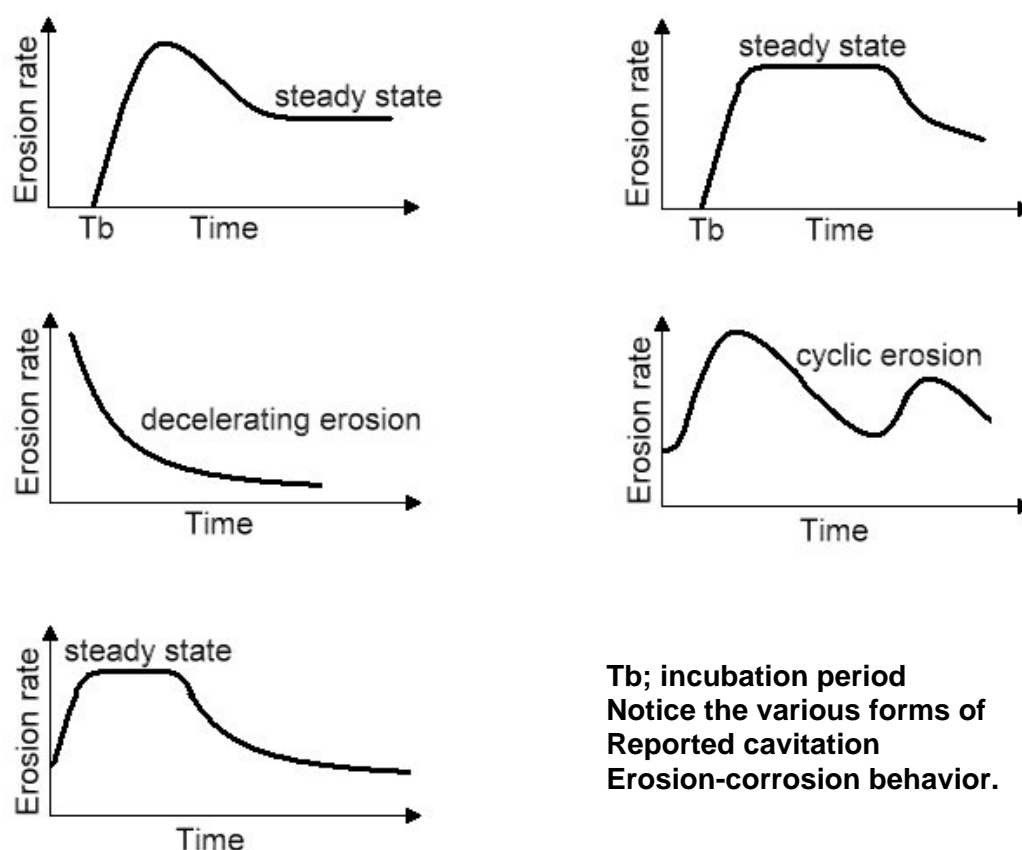 Erosion rate
steady state
Tb
Time
Erosion rate
steady state
Tb
Time
Erosion rate
decelerating erosion
Time
Erosion rate
cyclic erosion
Time
Erosion rate
steady state
Time
Tb; incubation period
Notice the various forms of
Reported cavitation
Erosion-corrosion behavior.